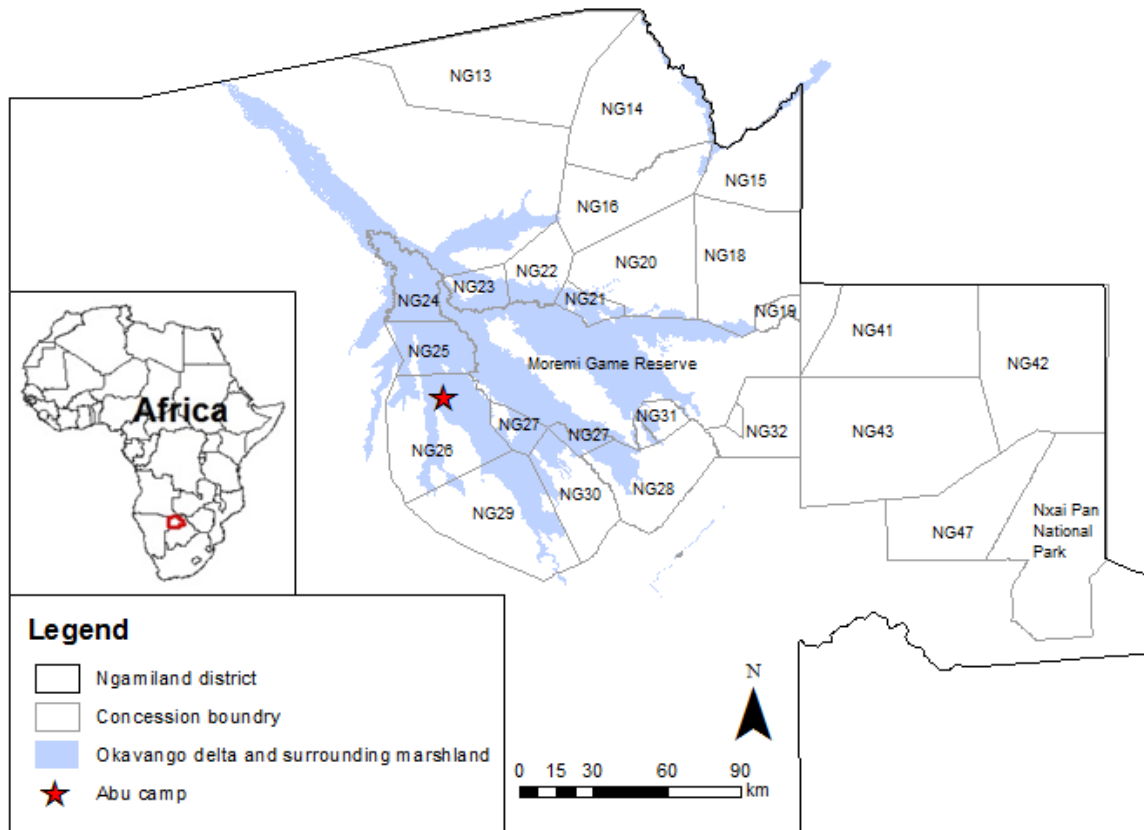 NG13
NG14
NG15
NG16
NG18
NG20
NG22
NG23
NG21
NG24
NG19
NG41
NG25
Moremi Game Reserve
NG42
NG27
NG27
NG31
NG32
NG43
NG26
NG28
NG30
NG29
NG47
Nxai Pan
National
Park
Africa
Legend
Ngamiland district
Concession boundry
Okavango delta and surrounding marshland
Abu camp
N
0 15 30 60 90
km